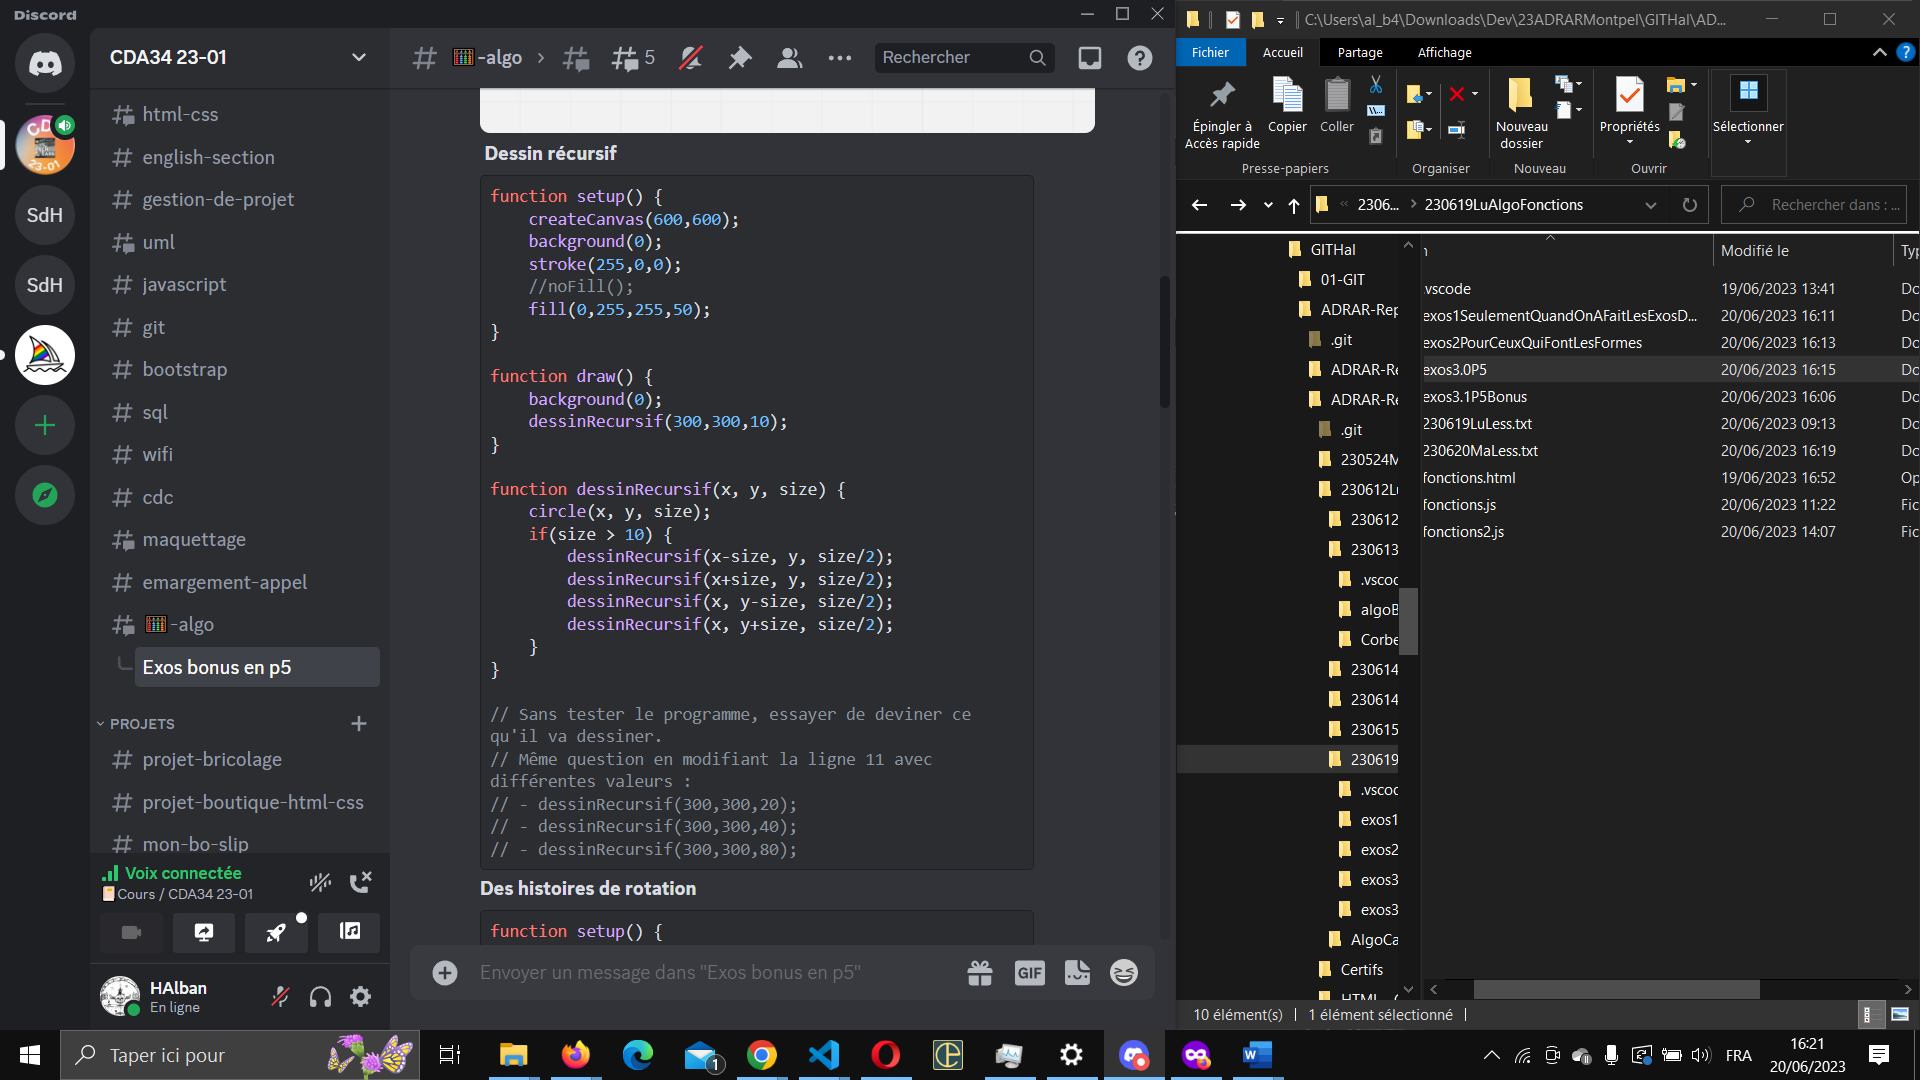 Discord
CDA34 23-01
html-css
english-section
gestion-de-projet
uml
javascript
git
bootstrap
sql
wifi
cdc
maquettage
emargement-appel
-algo
Exos bonus en p5
PROJETS
projet-bricolage
projet-boutique-html-css
mon-bo-slip
SdH
SdH
Voix connectée
Cours / CDA34 23-01
HAlban
En ligne
-algo
5
Rechercher
Dessin récursif
function setup() {
createCanvas(600,600);
background(0);
stroke(255,0,0);
//noFill();
fill(0,255,255,50);
}
function draw() {
background(0);
dessinRecursif(300,300,10);
}
function dessinRecursif(x, y, size) {
circle(x, y, size);
if(size > 10) {
dessinRecursif(x-size, y, size/2);
dessinRecursif(x+size, y, size/2);
dessinRecursif(x, y-size, size/2);
dessinRecursif(x, y+size, size/2);
}
}
// Sans tester le programme, essayer de deviner ce
qu'il va dessiner.
// Même question en modifiant la ligne 11 avec
différentes valeurs :
// - dessinRecursif(300,300,20);
// - dessinRecursif(300,300,40);
// - dessinRecursif(300,300,80);
Des histoires de rotation
function setup() {
Envoyer un message dans "Exos bonus en p5"
GIF
C:\Users\al_b4\Downloads\Dev\23ADRARMontpel\GITHal\AD...
Fichier Accueil Partage Affichage
Épingler à
Accès rapide
Copier
Coller
Nouveau
dossier
Propriétés
Sélectionner
Presse-papiers
Organiser
Nouveau
Ouvrir
2306...
230619LuAlgoFonctions
Rechercher dans : ...
GITHal
01-GIT
ADRAR-Rep
.git
ADRAR-Re
ADRAR-Re
.git
230524M
230612Lu
230612
230613
.vscod
algoB
Corbe
230614
230614
230615
230619
.vscod
exos1
exos2
exos3
exos3
AlgoCa
Certifs
Modifié le
Typ
.vscode 19/06/2023 13:41 Do
exos1SeulementQuandOnAFaitLesExosD... 20/06/2023 16:11 Do
exos2PourCeuxQuiFontLesFormes 20/06/2023 16:13 Do
exos3.0P5 20/06/2023 16:15 Do
exos3.1P5Bonus 20/06/2023 16:06 Do
230619LuLess.txt 20/06/2023 09:13 Do
230620MaLess.txt 20/06/2023 16:19 Do
fonctions.html 19/06/2023 16:52 Op
fonctions.js 20/06/2023 11:22 Fic
fonctions2.js 20/06/2023 14:07 Fic
10 élément(s)
1 élément sélectionné
Taper ici pour
1
FRA
16:21
20/06/2023